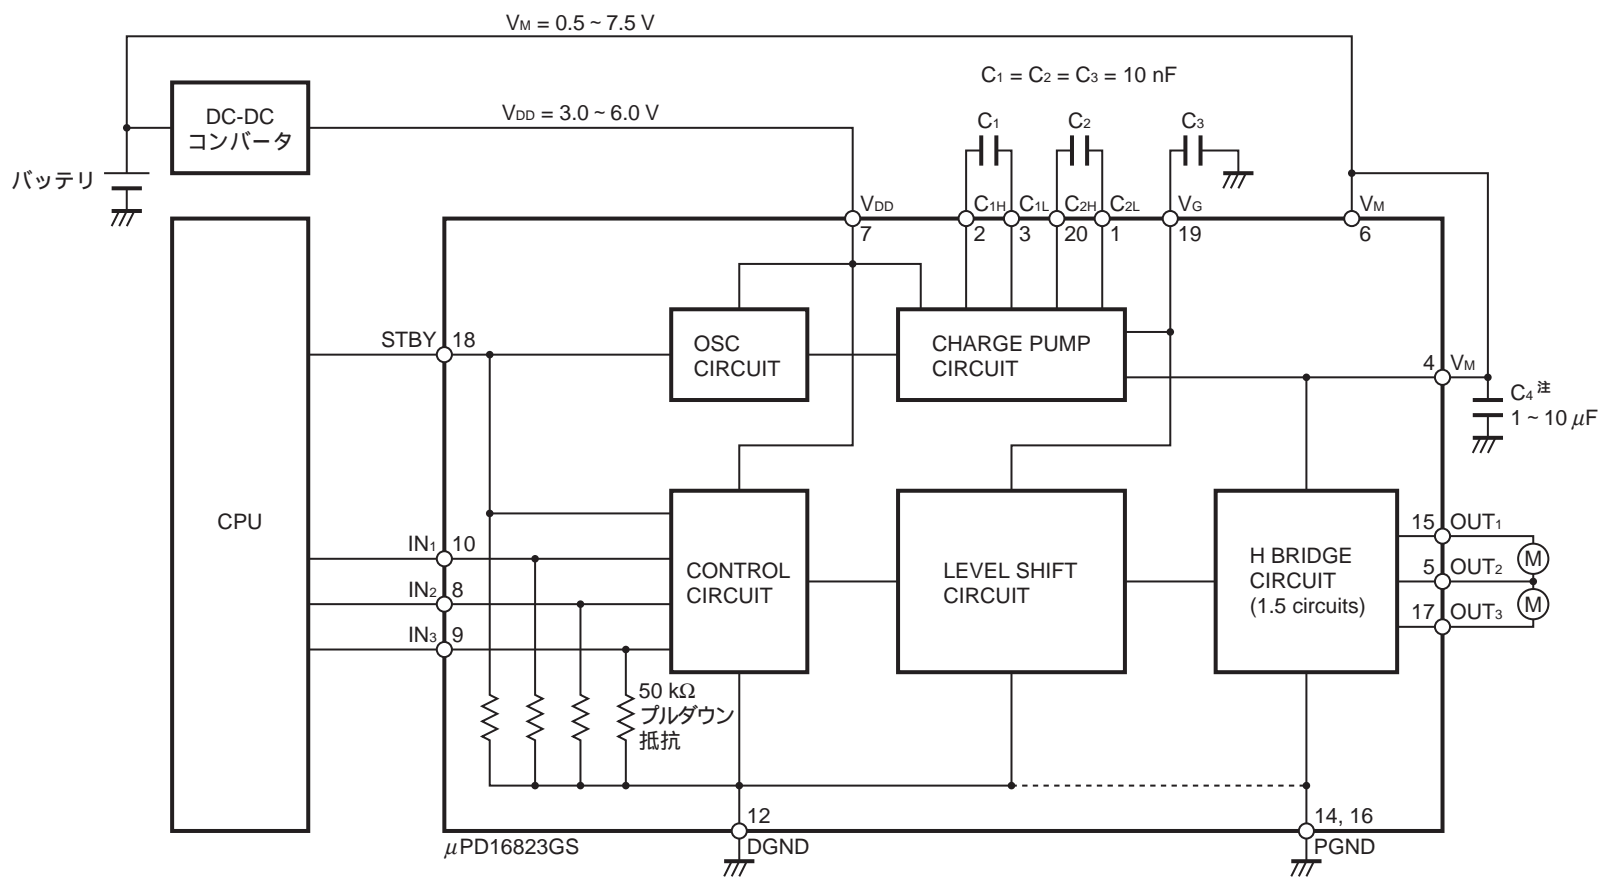 VM = 0.5 ~ 7.5 V
C1 = C2 = C3 = 10 nF
DC-DC
コンバータ
VDD = 3.0 ~ 6.0 V
C1
C2
C3
バッテリ
VDD
7
C1H
2
C1L
3
C2H
20
C2L
1
VG
19
VM
6
STBY
18
OSC
CIRCUIT
CHARGE PUMP
CIRCUIT
4
VM
C4 注
1 ~ 10 μF
CPU
IN1
10
IN2
8
IN3
9
CONTROL
CIRCUIT
LEVEL SHIFT
CIRCUIT
H BRIDGE
CIRCUIT
(1.5 circuits)
15
OUT1
5
OUT2
17
OUT3
M
M
50 kΩ
プルダウン
抵抗
12
DGND
14, 16
PGND
μPD16823GS